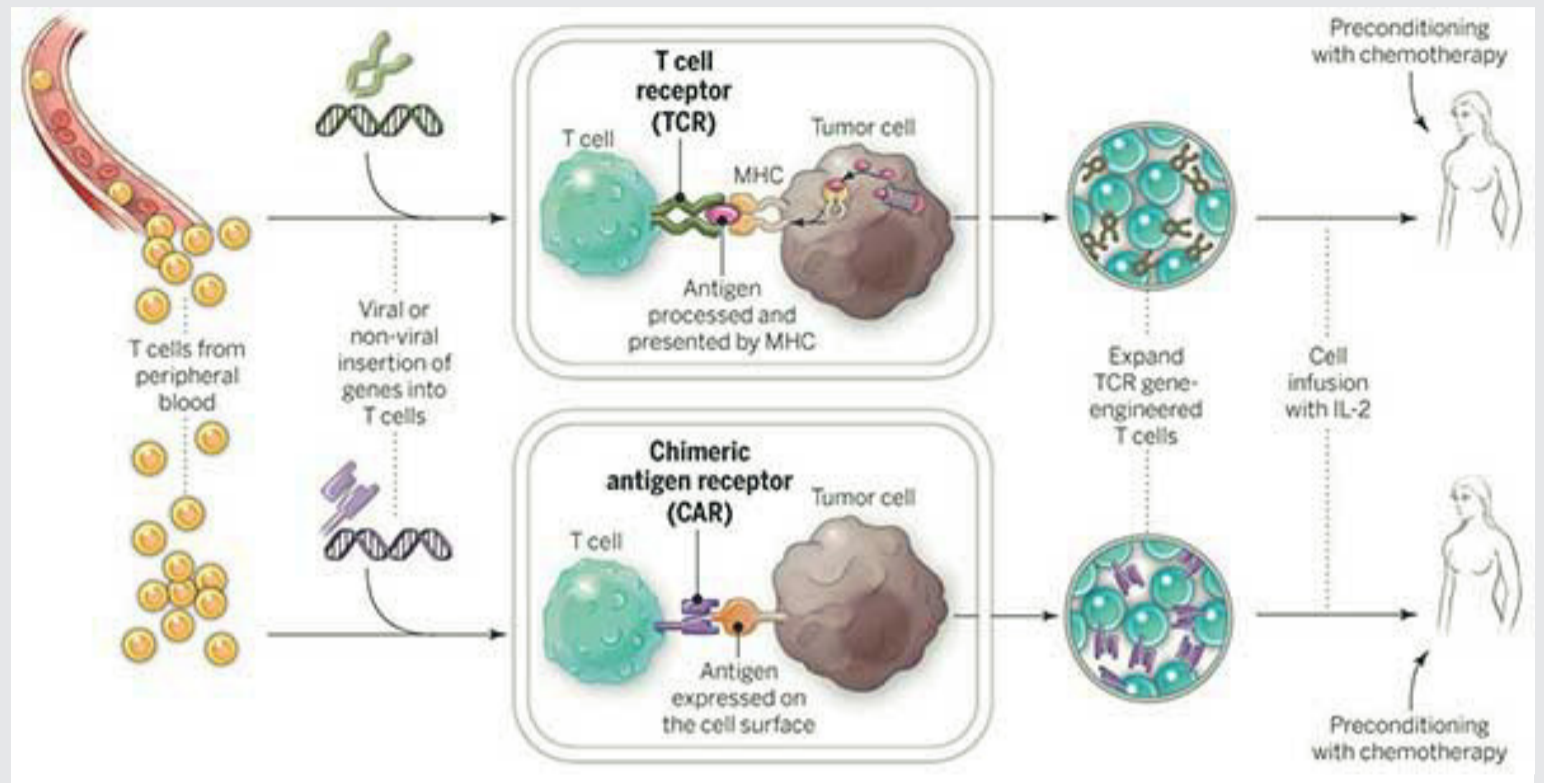 Preconditioning
with chemotherapy
T cell
receptor
(TCR)
T cell
Tumor cell
MHC
Antigen
processed and
presented by MHC
T cells from
peripheral
blood
Viral or
non-viral
insertion of
genes into
T cells
Expand
TCR gene-
engineered
T cells
Cell
infusion
with IL-2
Chimeric
antigen receptor
(CAR)
T cell
Tumor cell
Antigen
expressed on
the cell surface
Preconditioning
with chemotherapy